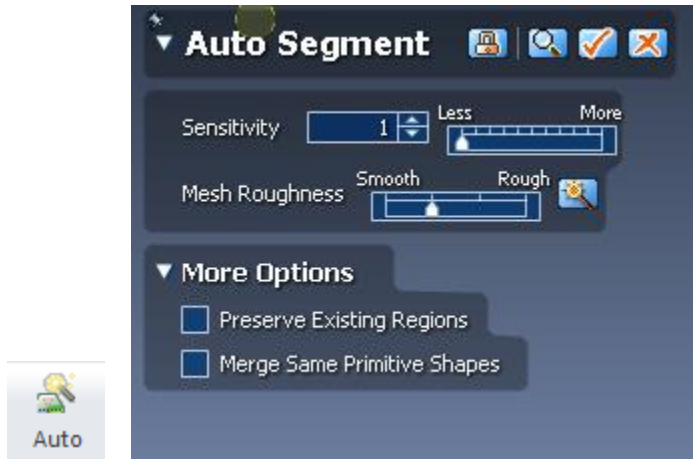 Auto Segment
Sensitivity 1 Less More
Mesh Roughness Smooth Rough
More Options
Preserve Existing Regions
Merge Same Primitive Shapes
Auto